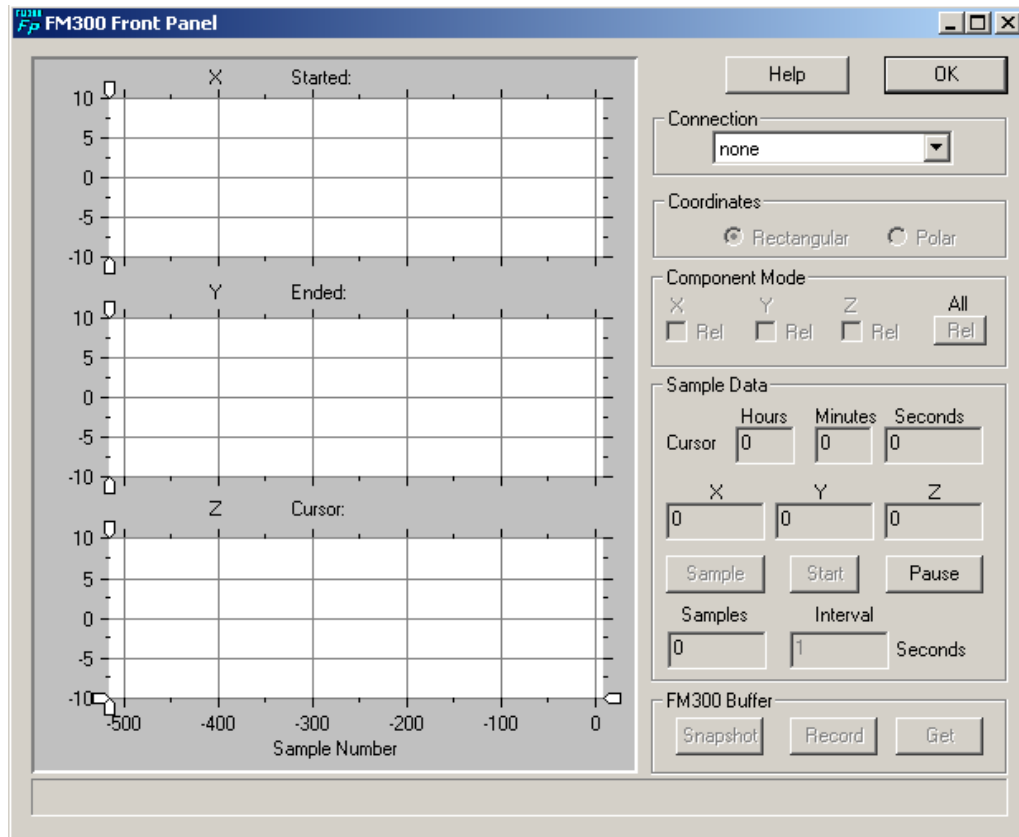 FM300
Fp FM300 Front Panel
X Started:
10
5
0
-5
-10
Y Ended:
10
5
0
-5
-10
Z Cursor:
10
5
0
-5
-10
-500 -400 -300 -200 -100 0
Sample Number
Help OK
Connection
none
Coordinates
Rectangular Polar
Component Mode
X Y Z All
Rel Rel Rel Rel
Sample Data
Hours Minutes Seconds
Cursor 0 0 0
X Y Z
0 0 0
Sample Start Pause
Samples Interval
0 1 Seconds
FM300 Buffer
Snapshot Record Get